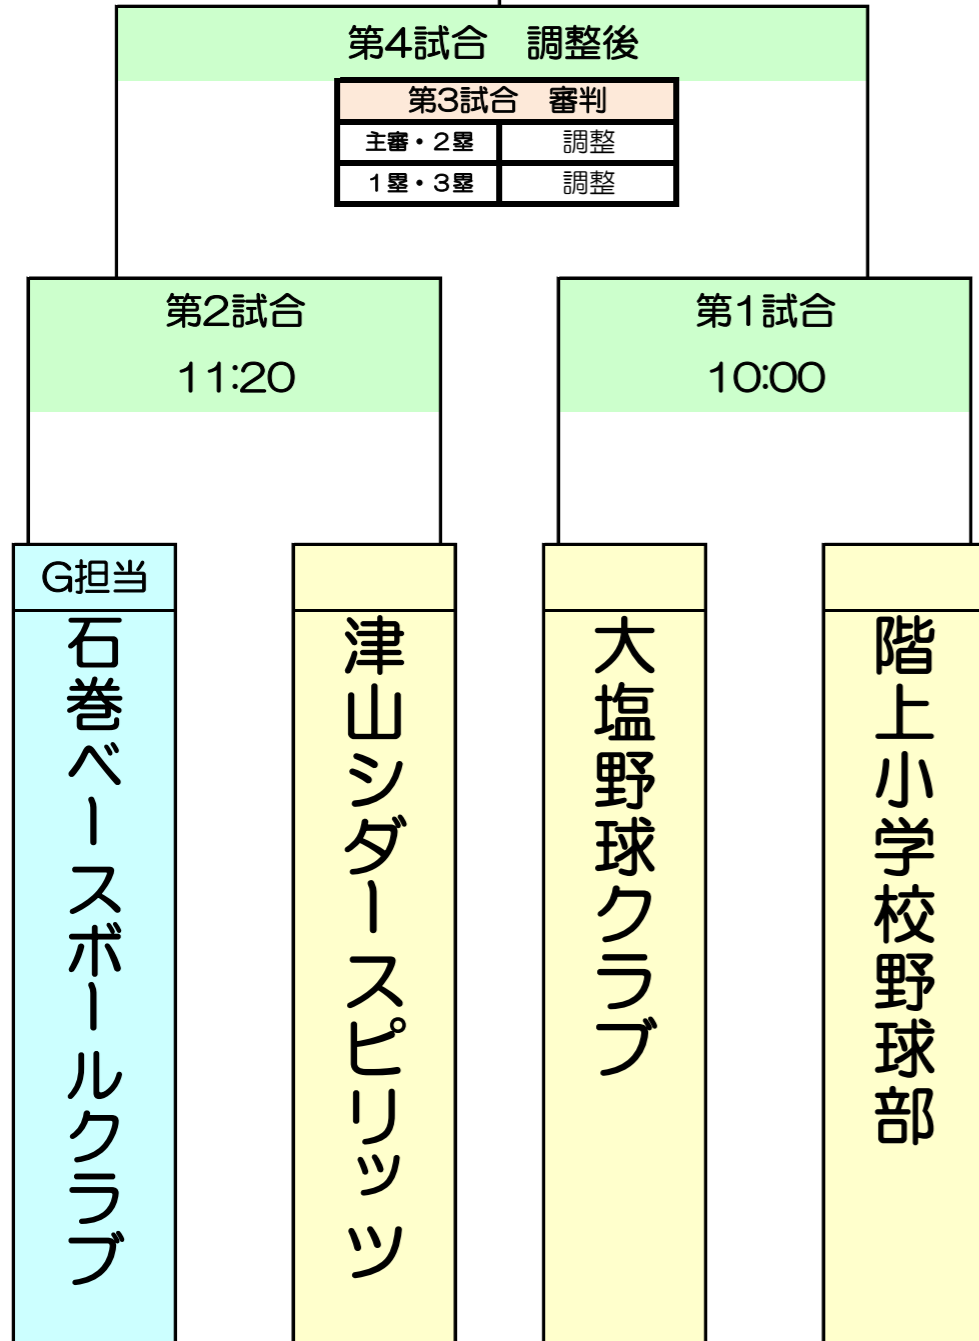 第4試合　調整後
第3試合　審判
主審・2塁　調整
1塁・3塁　調整
第2試合
11:20
第1試合
10:00
G担当
石巻ベースボールクラブ
津山シダースピリッツ
大塩野球クラブ
階上小学校野球部